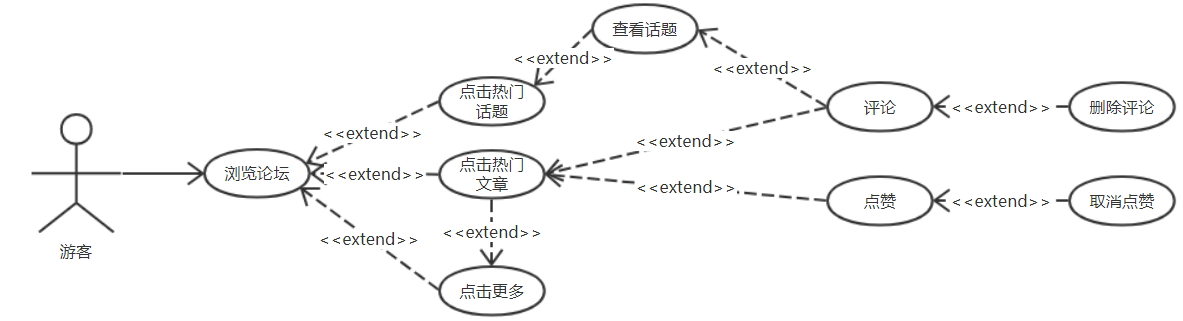 查看话题
<<extend>>
<<extend>>
点击热门
话题
评论
<<extend>>
删除评论
<<extend>>
<<extend>>
浏览论坛
<<extend>>
点击热门
文章
<<extend>>
点赞
<<extend>>
取消点赞
游客
<<extend>>
<<extend>>
点击更多